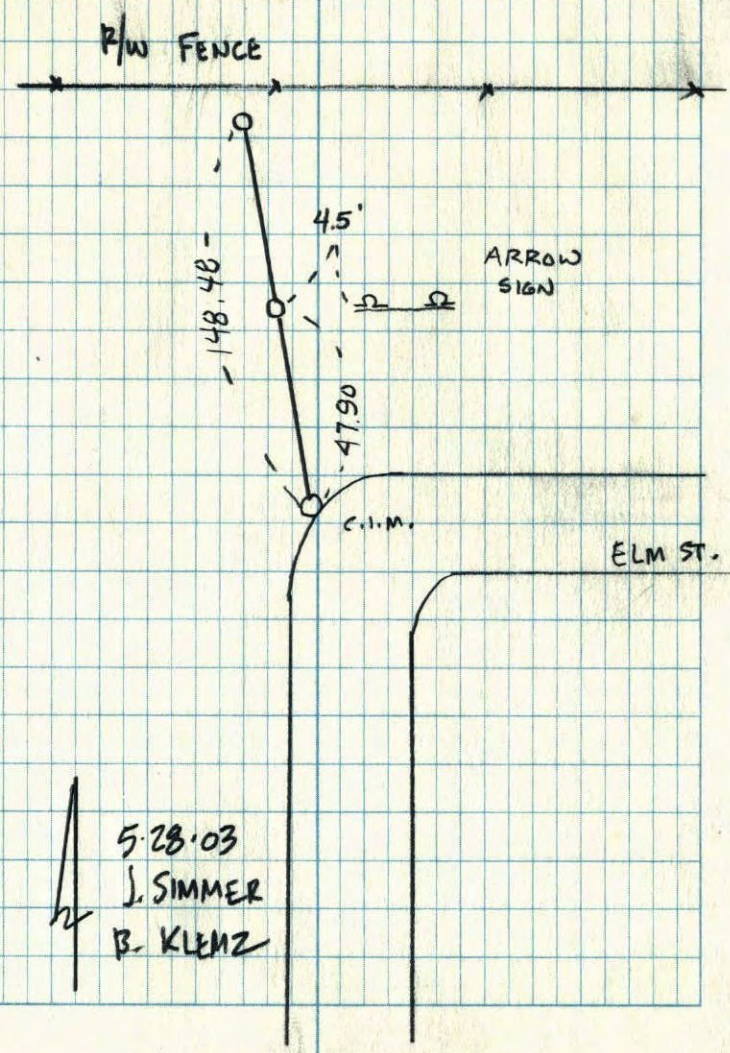 R/W FENCE
4.5'
ARROW
SIGN
148.48
47.90
C.I.M.
ELM ST.
N
5.28.03
J. SIMMER
B. KLEMZ